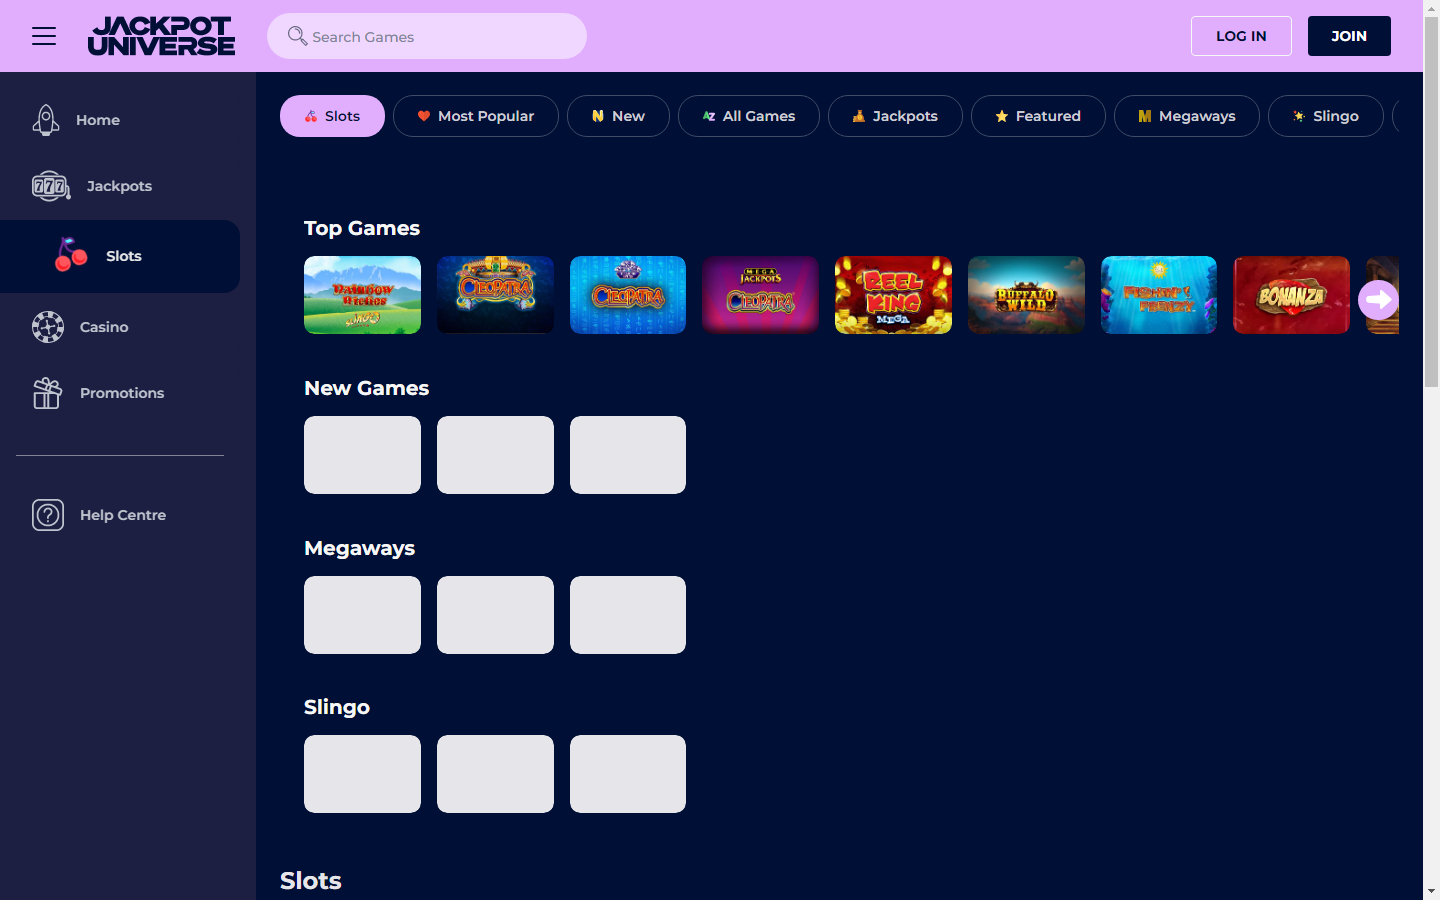 JACKPOT
UNIVERSE
Search Games
LOG IN
JOIN
Home
Jackpots
Slots
Casino
Promotions
Help Centre
Slots
Most Popular
New
All Games
Jackpots
Featured
Megaways
Slingo
Top Games
Rainbow
Riches
CLEOPATRA
CLEOPATRA
MEGA
JACKPOTS
CLEOPATRA
REEL
KING
MEGA
BUFFALO
WILD
FISHIN'
FRENZY
BONANZA
New Games
Megaways
Slingo
Slots